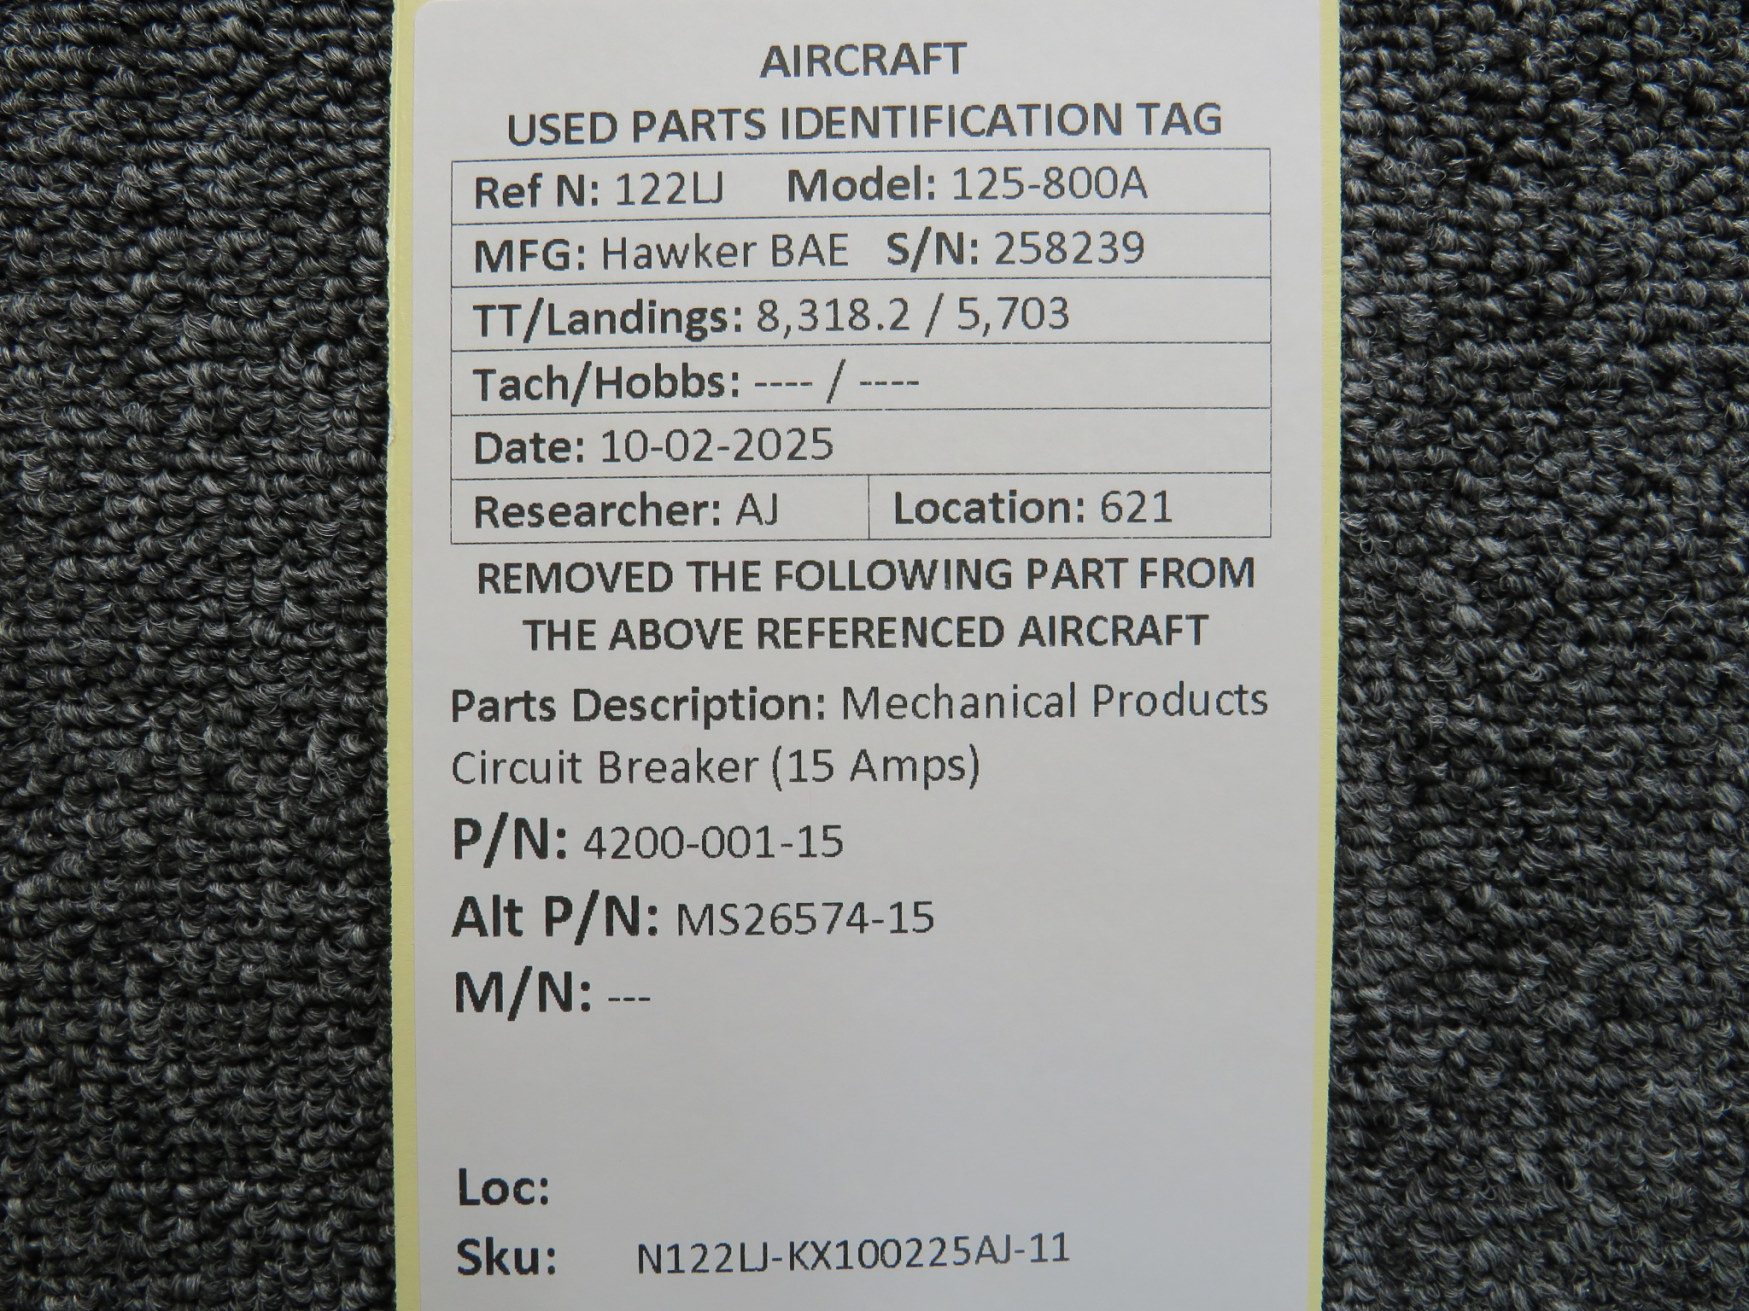 AIRCRAFT
USED PARTS IDENTIFICATION TAG
Ref N: 122LJ Model: 125-800A
MFG: Hawker BAE S/N: 258239
TT/Landings: 8,318.2 / 5,703
Tach/Hobbs: ---- / ----
Date: 10-02-2025
Researcher: AJ Location: 621
REMOVED THE FOLLOWING PART FROM
THE ABOVE REFERENCED AIRCRAFT
Parts Description: Mechanical Products
Circuit Breaker (15 Amps)
P/N: 4200-001-15
Alt P/N: MS26574-15
M/N: ---
Loc:
Sku: N122LJ-KX100225AJ-11